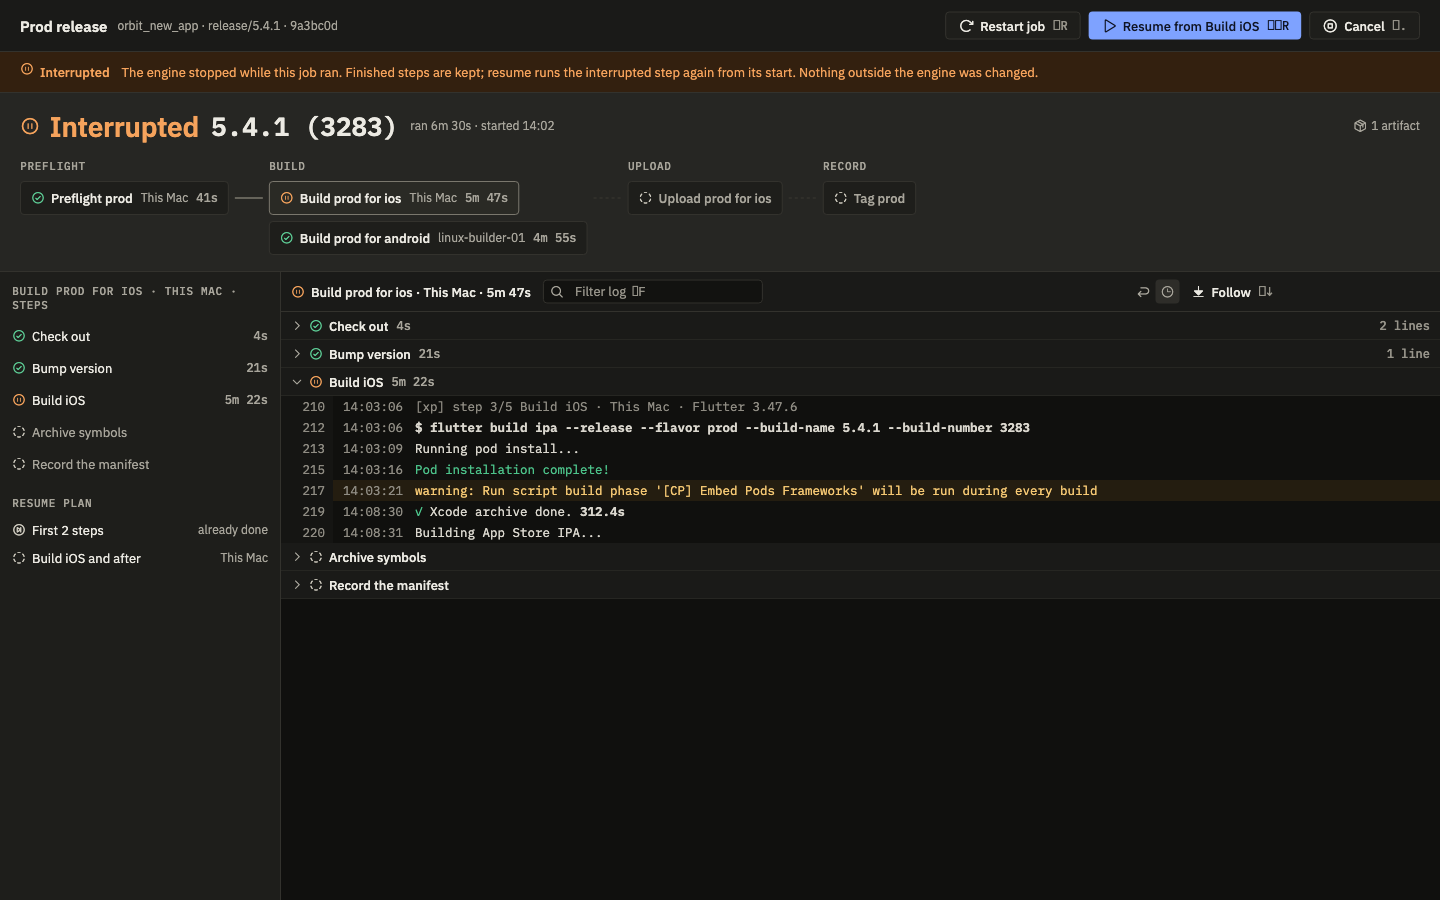 Prod release orbit_new_app · release/5.4.1 · 9a3bc0d Restart job R Resume from Build iOS R Cancel .
Interrupted The engine stopped while this job ran. Finished steps are kept; resume runs the interrupted step again from its start. Nothing outside the engine was changed.
Interrupted 5.4.1 (3283) ran 6m 30s · started 14:02 1 artifact
PREFLIGHT BUILD UPLOAD RECORD
Preflight prod This Mac 41s Build prod for ios This Mac 5m 47s Upload prod for ios Tag prod
Build prod for android linux-builder-01 4m 55s
BUILD PROD FOR IOS · THIS MAC ·
STEPS
Check out 4s
Bump version 21s
Build iOS 5m 22s
Archive symbols
Record the manifest
RESUME PLAN
First 2 steps already done
Build iOS and after This Mac
Build prod for ios · This Mac · 5m 47s Filter log F Follow ↓
Check out 4s 2 lines
Bump version 21s 1 line
Build iOS 5m 22s
210 14:03:06 [xp] step 3/5 Build iOS · This Mac · Flutter 3.47.6
212 14:03:06 $ flutter build ipa --release --flavor prod --build-name 5.4.1 --build-number 3283
213 14:03:09 Running pod install...
215 14:03:16 Pod installation complete!
217 14:03:21 warning: Run script build phase '[CP] Embed Pods Frameworks' will be run during every build
219 14:08:30 ✓ Xcode archive done. 312.4s
220 14:08:31 Building App Store IPA...
Archive symbols
Record the manifest